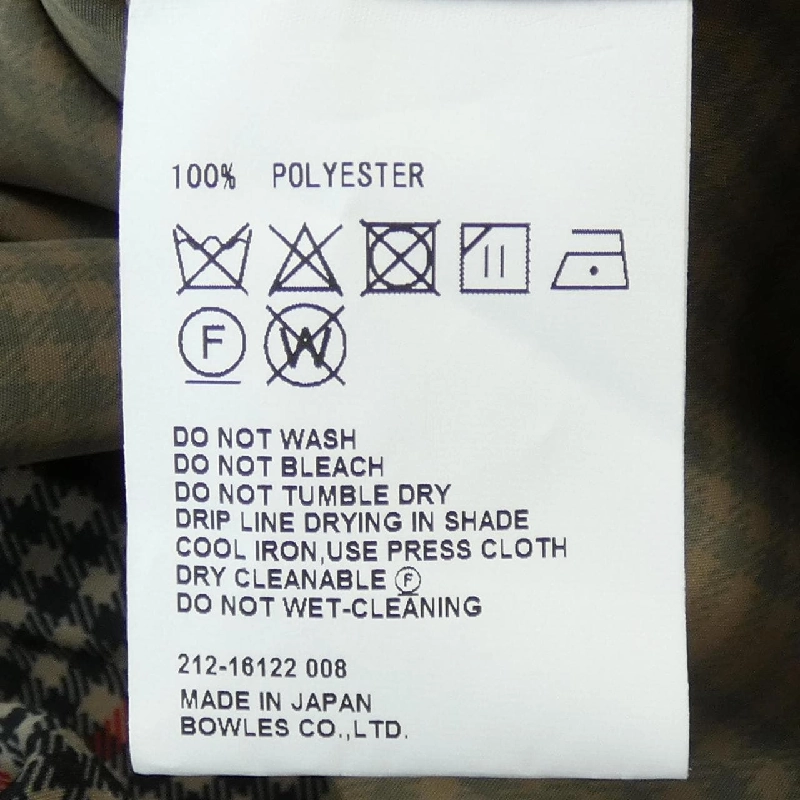 100% POLYESTER
F W
DO NOT WASH
DO NOT BLEACH
DO NOT TUMBLE DRY
DRIP LINE DRYING IN SHADE
COOL IRON,USE PRESS CLOTH
DRY CLEANABLE Ⓕ
DO NOT WET-CLEANING
212-16122 008
MADE IN JAPAN
BOWLES CO.,LTD.